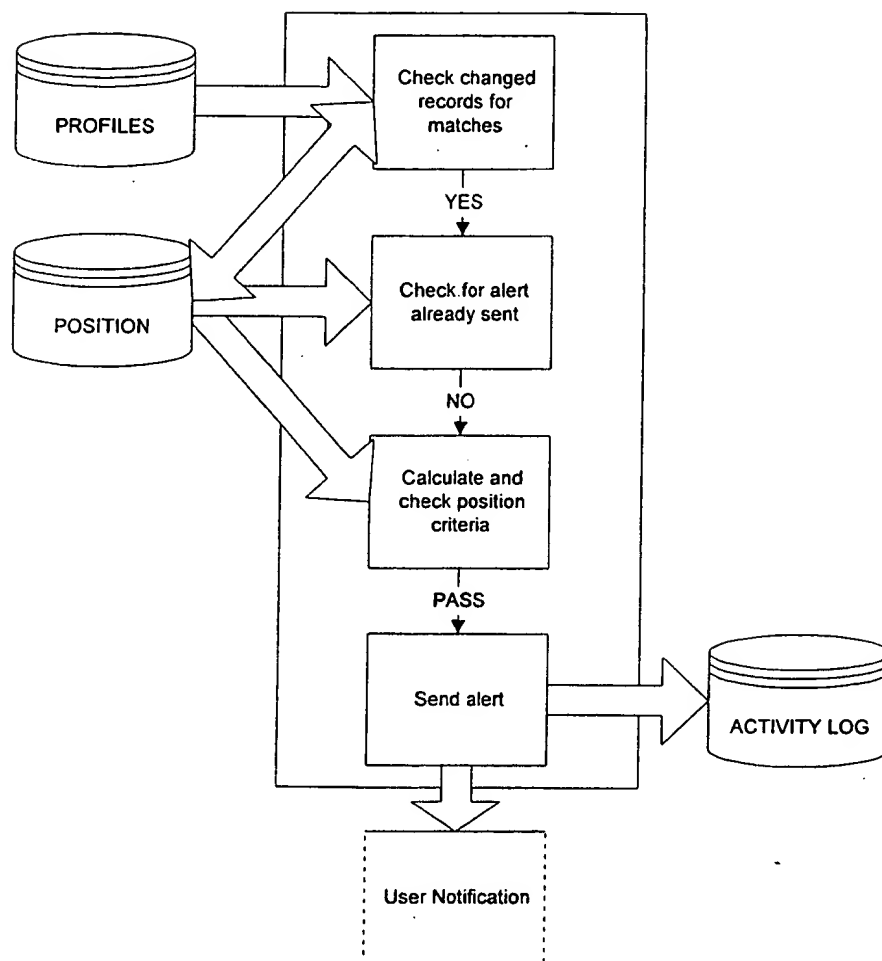 PROFILES
Check changed
records for
matches
YES
POSITION
Check for alert
already sent
NO
Calculate and
check position
criteria
PASS
Send alert
ACTIVITY LOG
User Notification